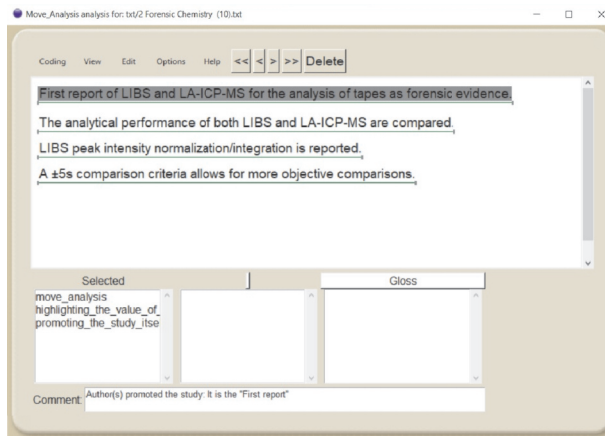 Move_Analysis analysis for: txt/2 Forensic Chemistry (10).txt
Coding View Edit Options Help << < > >> Delete
First report of LIBS and LA-ICP-MS for the analysis of tapes as forensic evidence.
The analytical performance of both LIBS and LA-ICP-MS are compared.
LIBS peak intensity normalization/integration is reported.
A ±5s comparison criteria allows for more objective comparisons.
Selected Gloss
move_analysis
highlighting_the_value_of_
promoting_the_study_itse
Comment: Author(s) promoted the study: It is the "First report"